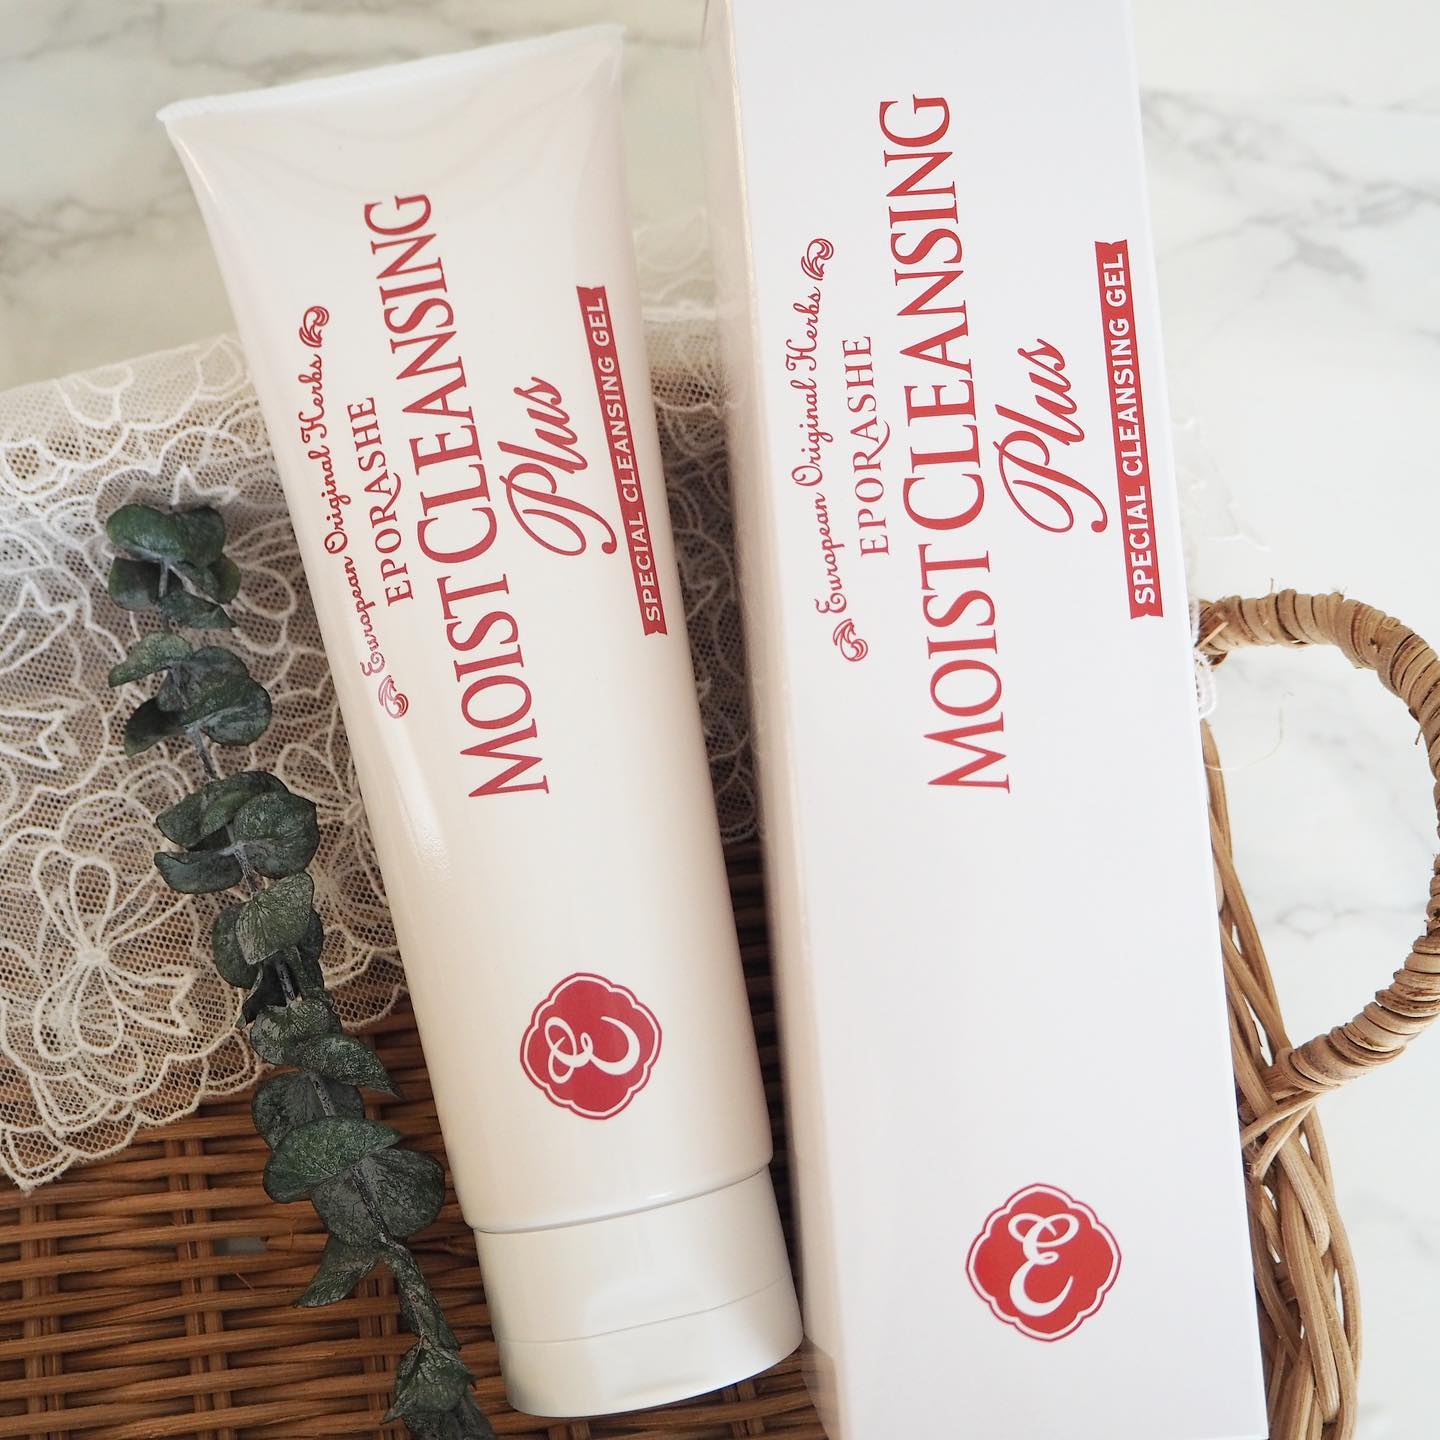 European Original Herbs
EPORASHE
MOIST CLEANSING
Plus
SPECIAL CLEANSING GEL
E
European Original Herbs
EPORASHE
MOIST CLEANSING
Plus
SPECIAL CLEANSING GEL
E